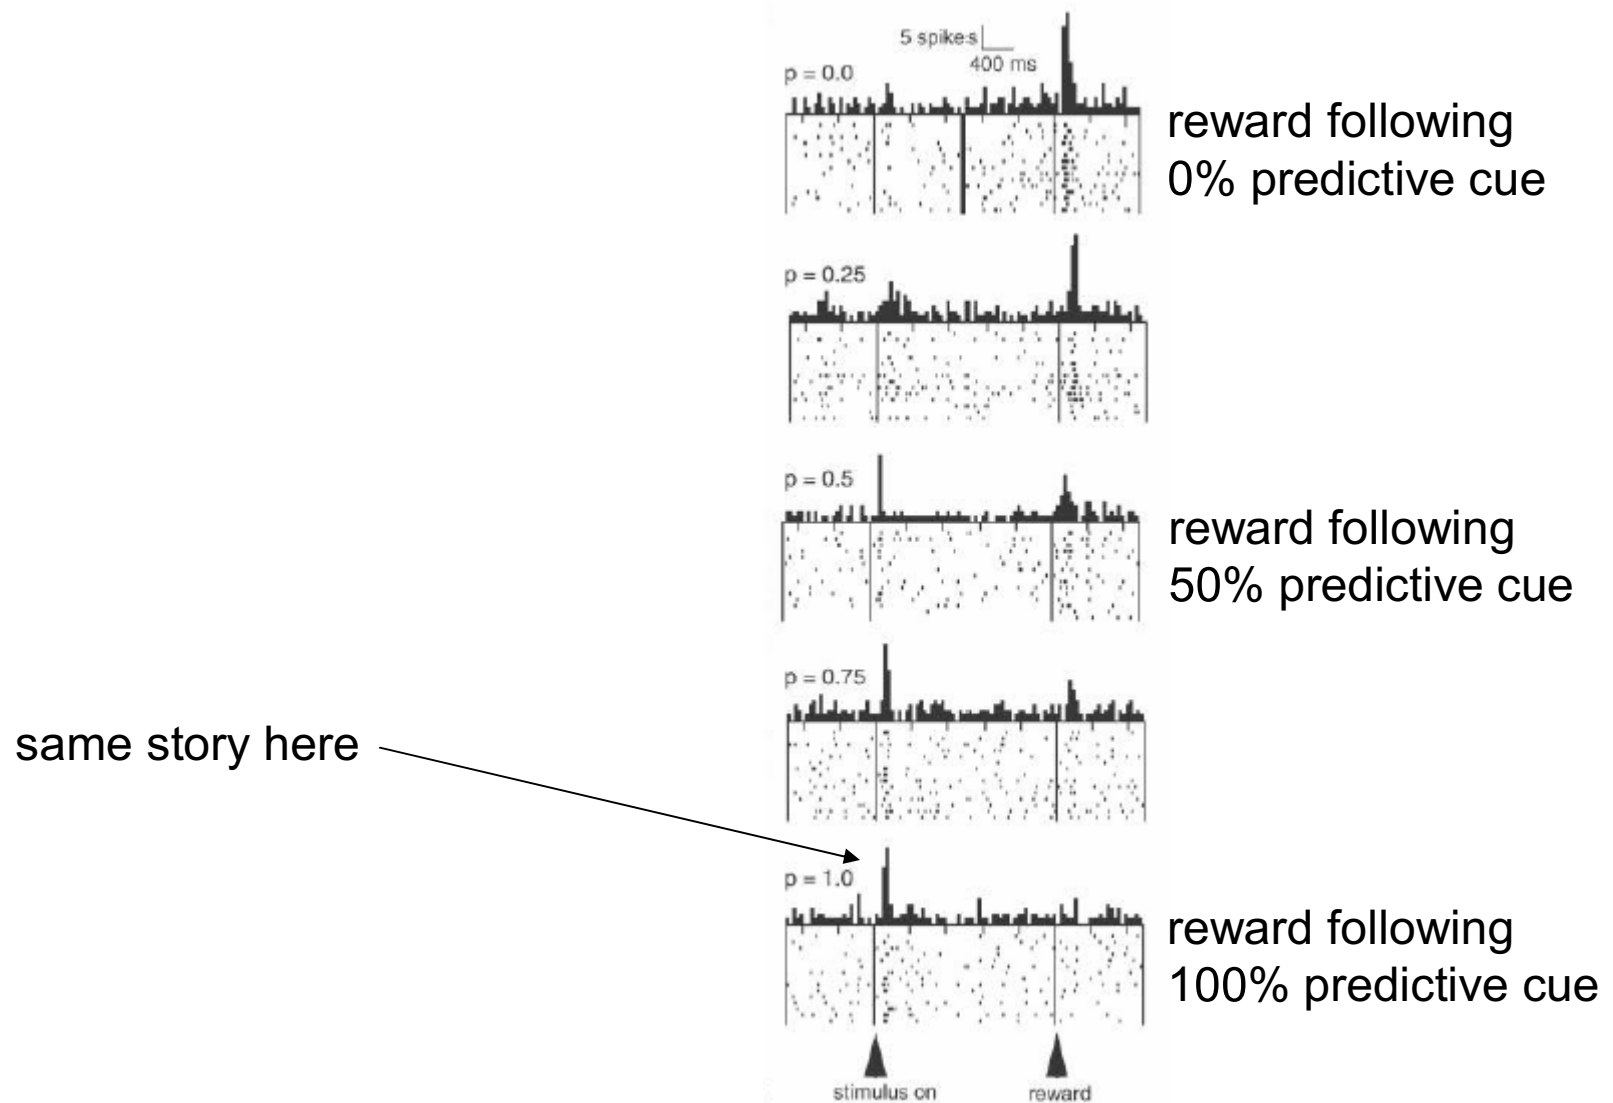 5 spikes
400 ms
p = 0.0
reward following
0% predictive cue
p = 0.25
p = 0.5
reward following
50% predictive cue
p = 0.75
same story here
p = 1.0
reward following
100% predictive cue
stimulus on
reward